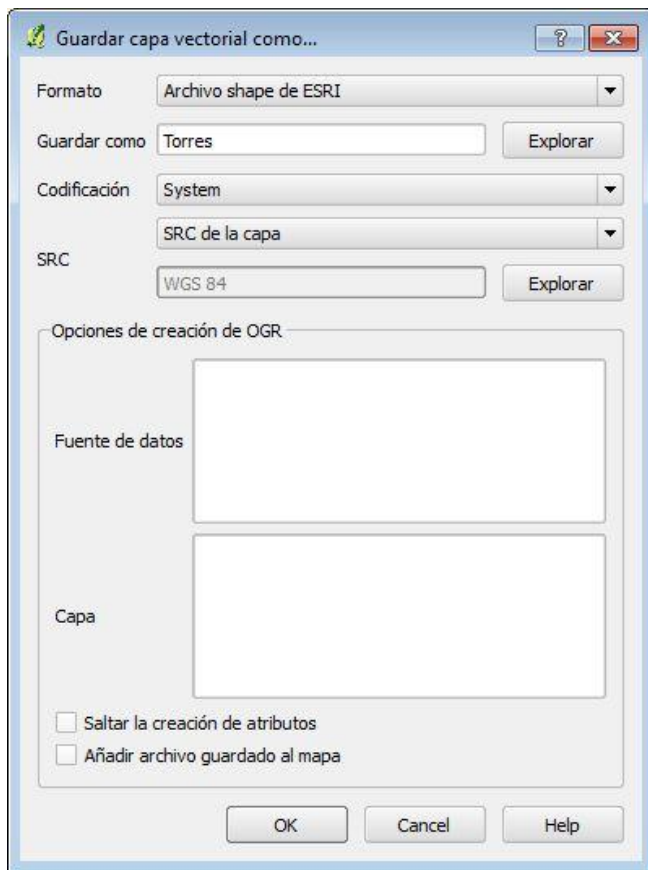 Guardar capa vectorial como...
Formato Archivo shape de ESRI
Guardar como Torres Explorar
Codificación System
SRC de la capa
SRC
WGS 84 Explorar
Opciones de creación de OGR
Fuente de datos
Capa
Saltar la creación de atributos
Añadir archivo guardado al mapa
OK Cancel Help